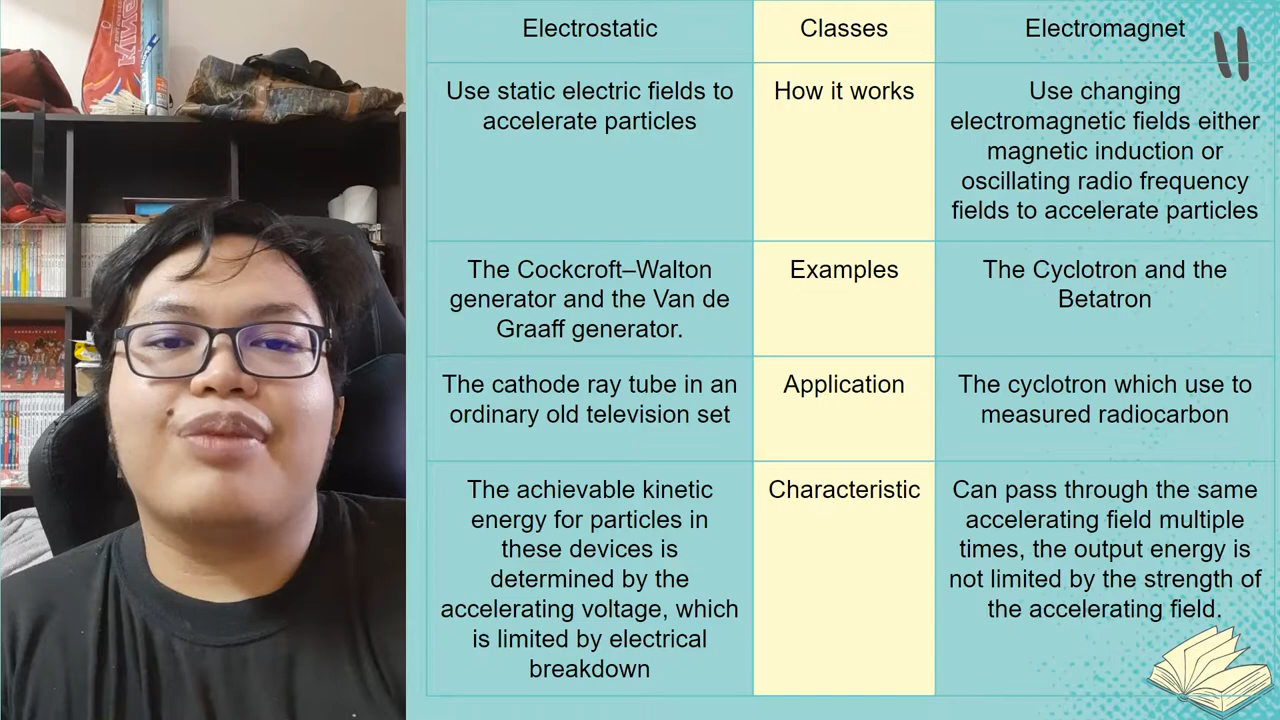 Electrostatic
Classes
Electromagnet
Use static electric fields to
accelerate particles
How it works
Use changing
electromagnetic fields either
magnetic induction or
oscillating radio frequency
fields to accelerate particles
The Cockcroft–Walton
generator and the Van de
Graaff generator.
Examples
The Cyclotron and the
Betatron
The cathode ray tube in an
ordinary old television set
Application
The cyclotron which use to
measured radiocarbon
The achievable kinetic
energy for particles in
these devices is
determined by the
accelerating voltage, which
is limited by electrical
breakdown
Characteristic
Can pass through the same
accelerating field multiple
times, the output energy is
not limited by the strength of
the accelerating field.